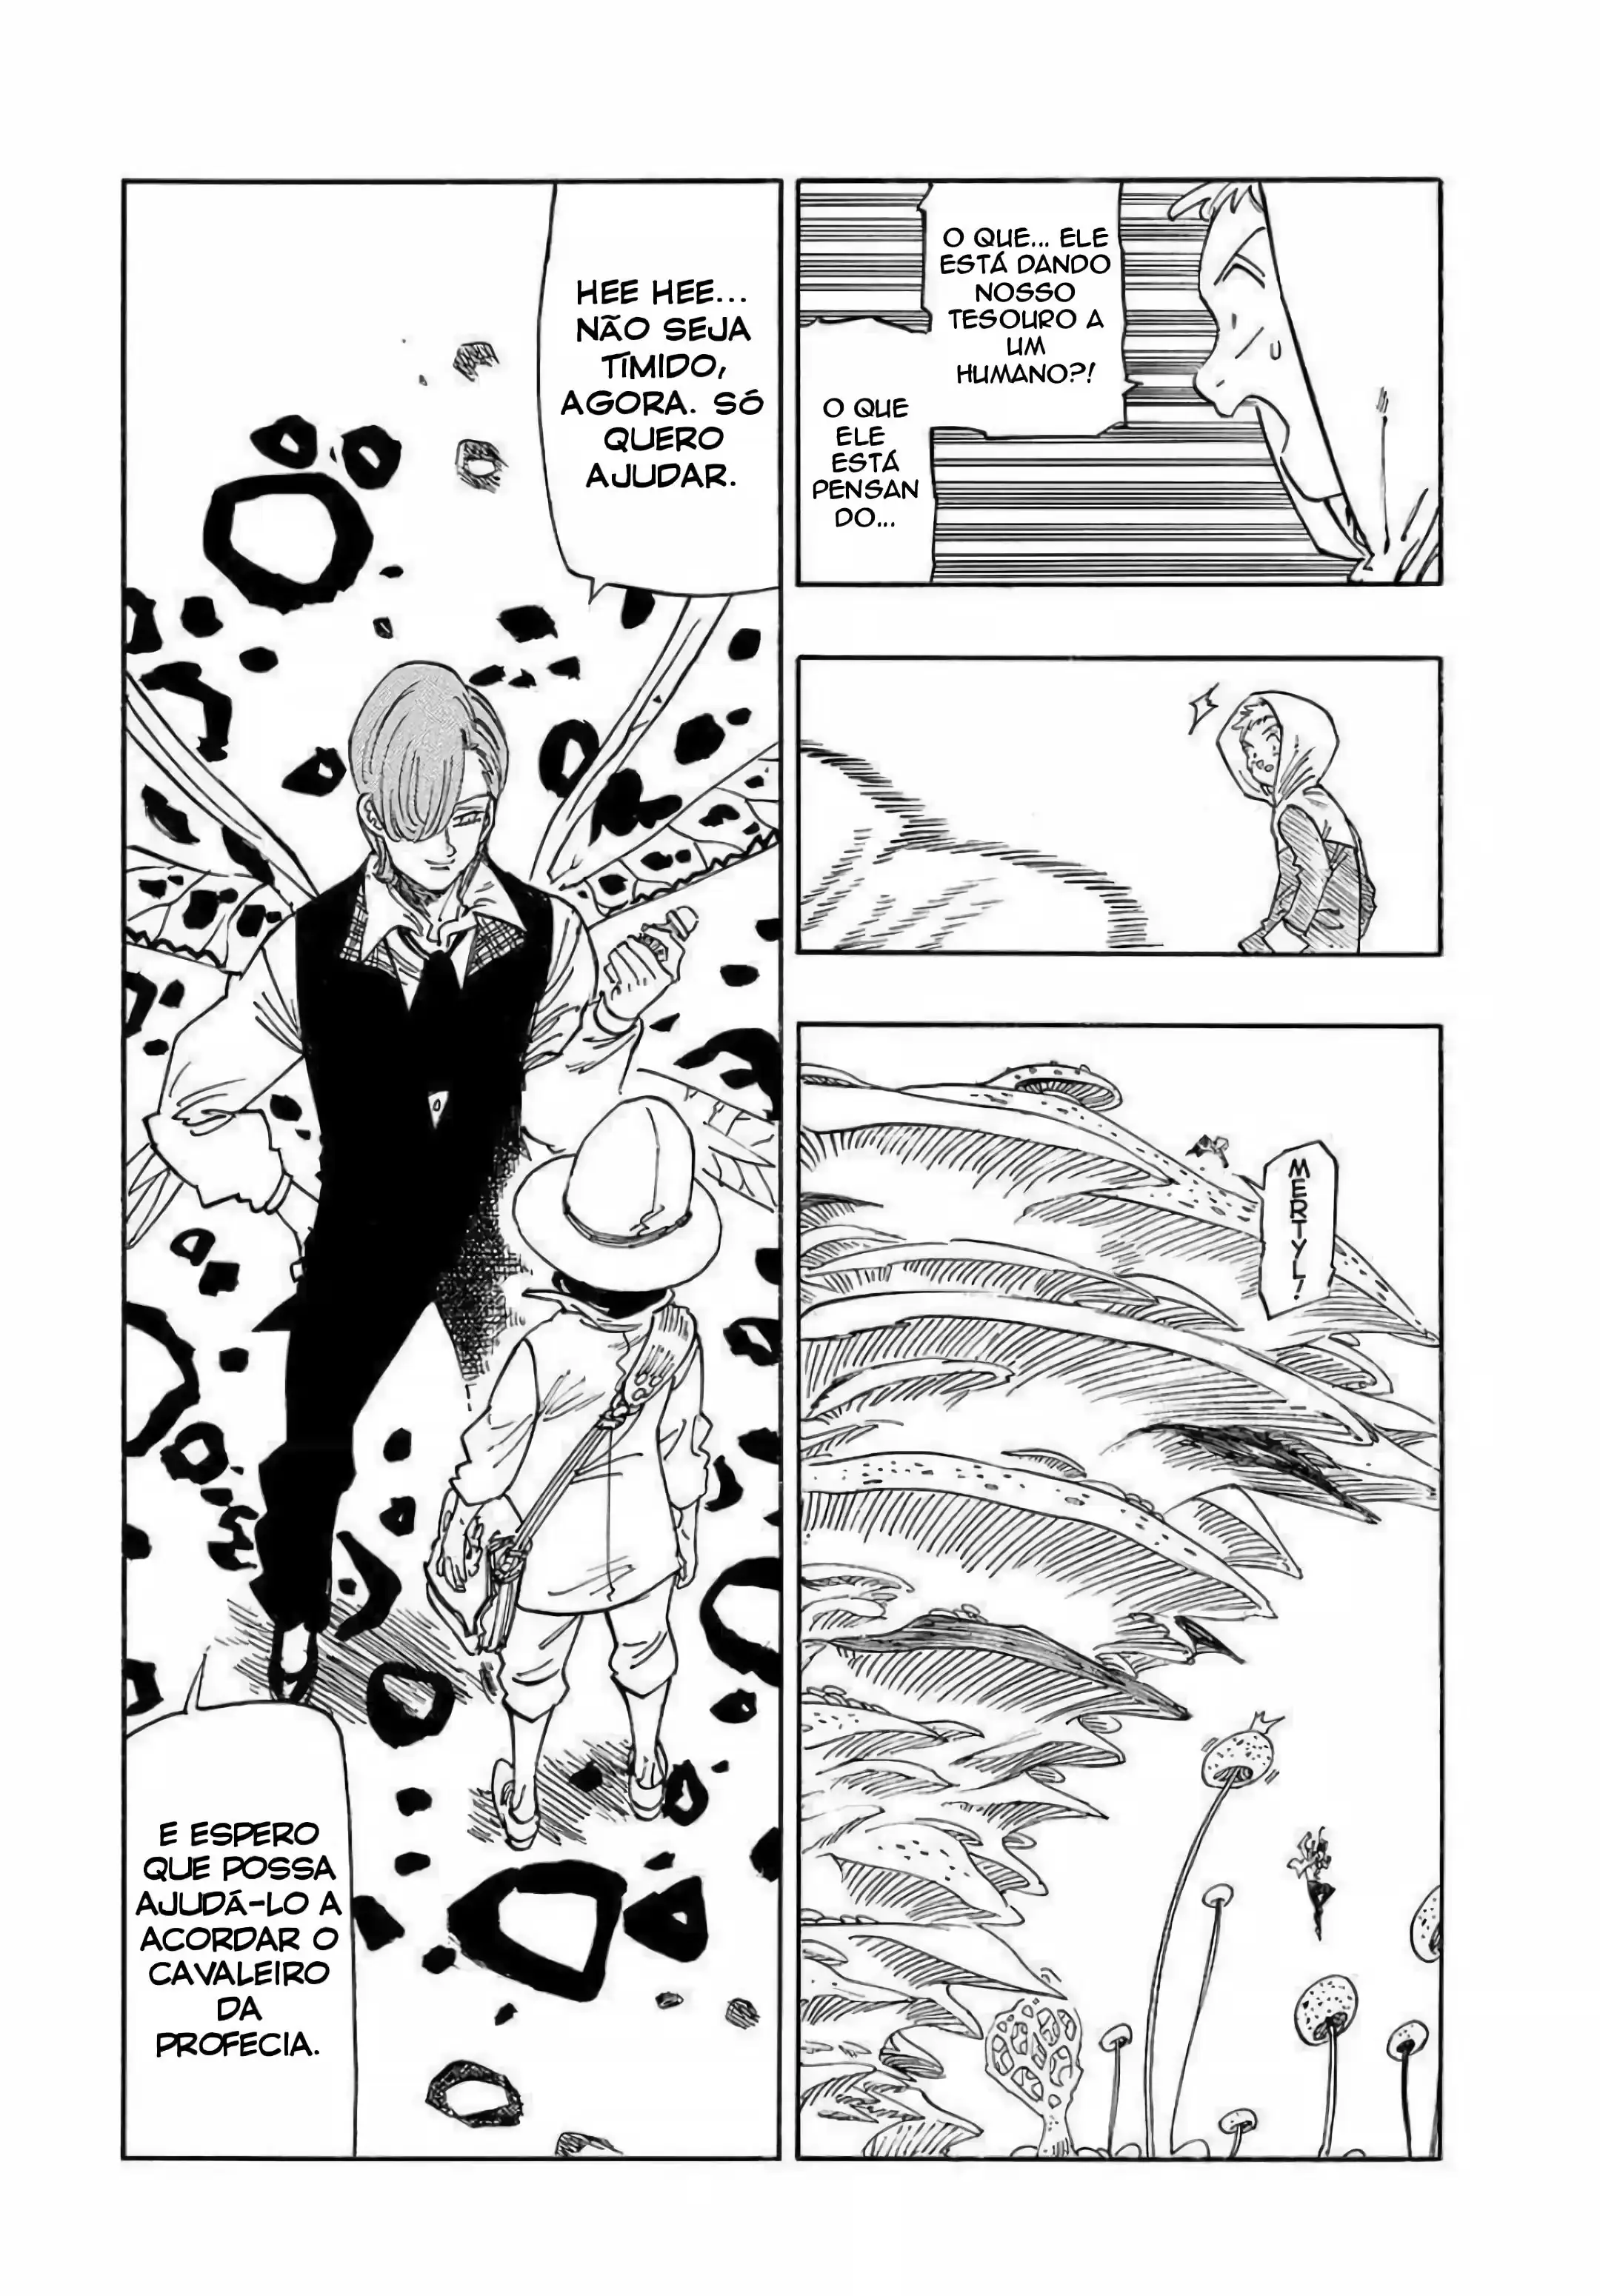 O QUE... ELE
ESTÁ DANDO
NOSSO
TESOURO A
UM
HUMANO?!
O QUE
ELE
ESTÁ
PENSAN
DO...
MERTYL!
HEE HEE...
NÃO SEJA
TÍMIDO,
AGORA. SÓ
QUERO
AJUDAR.
E ESPERO
QUE POSSA
AJUDÁ-LO A
ACORDAR O
CAVALEIRO
DA
PROFECIA.